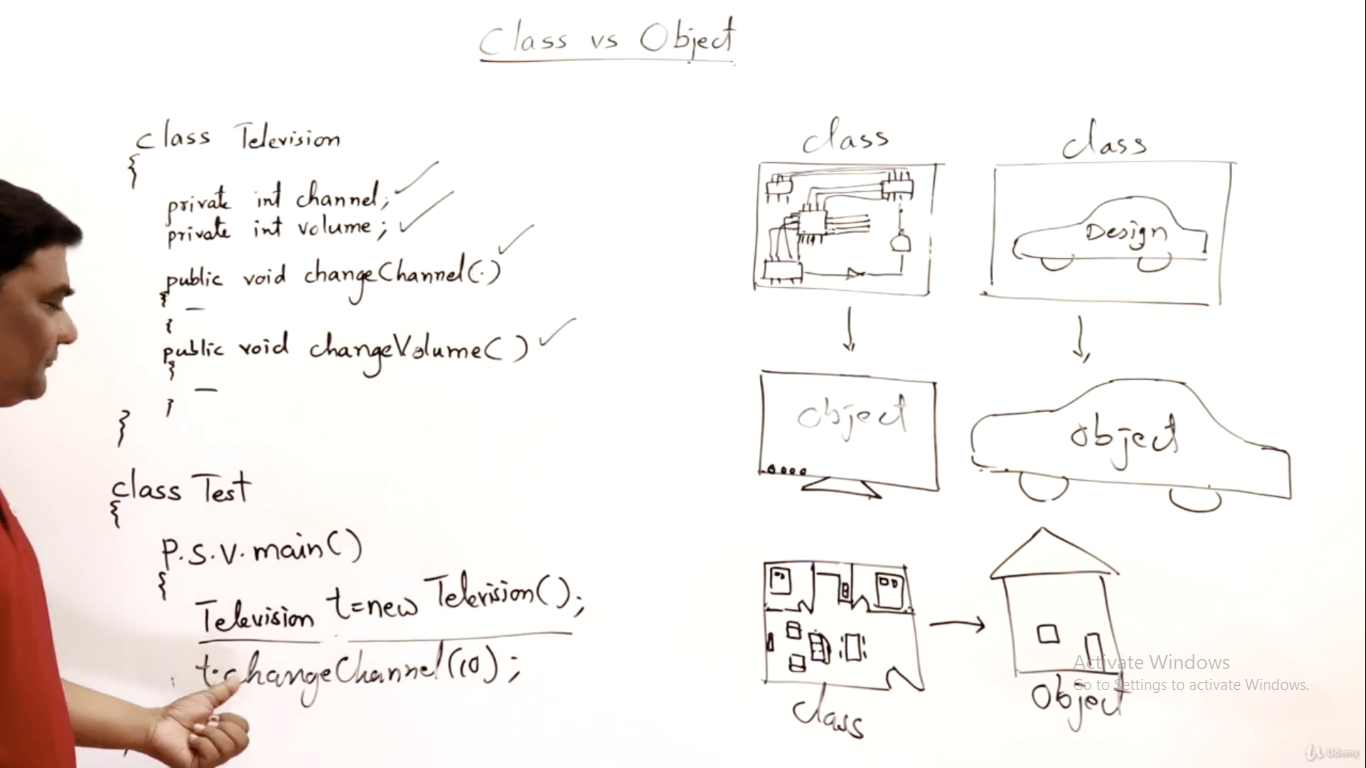 Class vs Object
class Television
{
private int channel;
private int volume;
public void changeChannel(.)
{
}
public void changeVolume()
{
}
}
class Test
{
P.S.V.main()
{
Television t=new Television();
t.changeChannel(10);
class
object
class
Design
object
class
Object
Activate Windows
Go to Settings to activate Windows.
Udemy